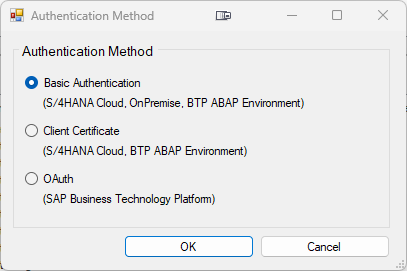 Authentication Method
Authentication Method
Basic Authentication
(S/4HANA Cloud, OnPremise, BTP ABAP Environment)
Client Certificate
(S/4HANA Cloud, BTP ABAP Environment)
OAuth
(SAP Business Technology Platform)
OK Cancel